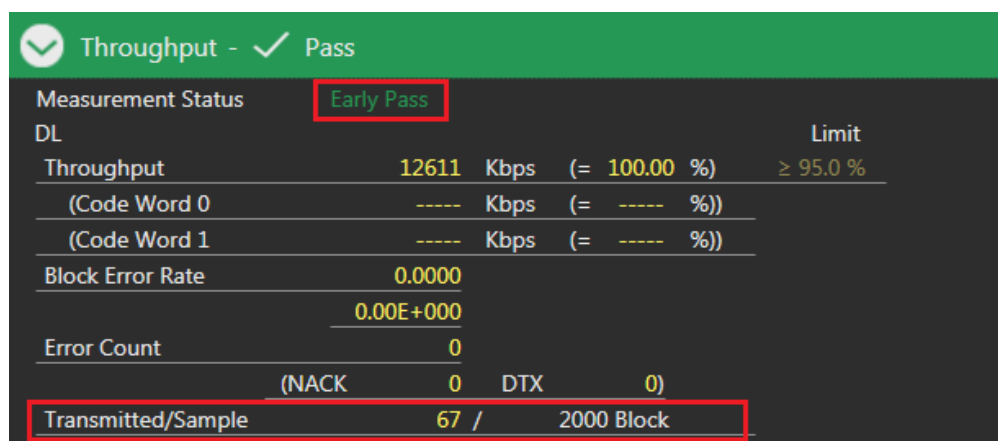 Throughput - ✓ Pass
Measurement Status Early Pass
DL Limit
Throughput 12611 Kbps (= 100.00 %) ≥ 95.0 %
(Code Word 0 ----- Kbps (= ----- %))
(Code Word 1 ----- Kbps (= ----- %))
Block Error Rate 0.0000
0.00E+000
Error Count 0
(NACK 0 DTX 0)
Transmitted/Sample 67 / 2000 Block